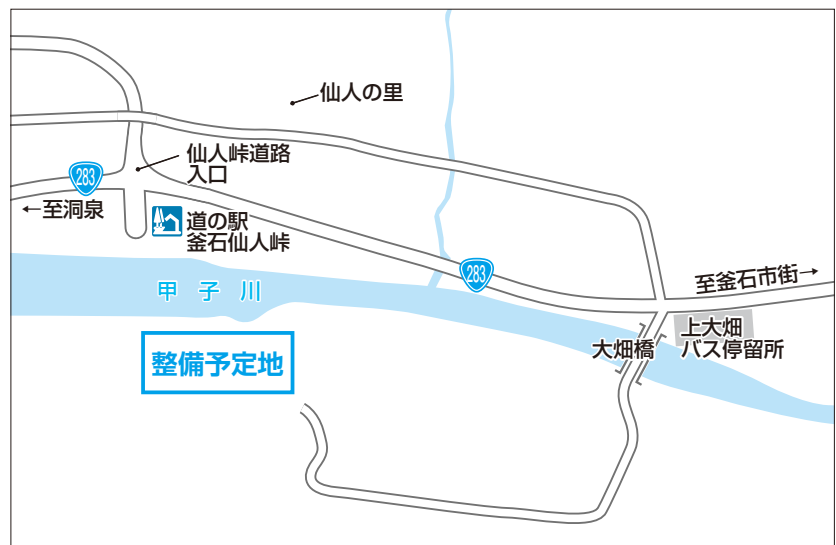 仙人の里
仙人峠道路
入口
283
←至洞泉
道の駅
釜石仙人峠
283
至釜石市街→
甲子川
上大畑
バス停留所
大畑橋
整備予定地